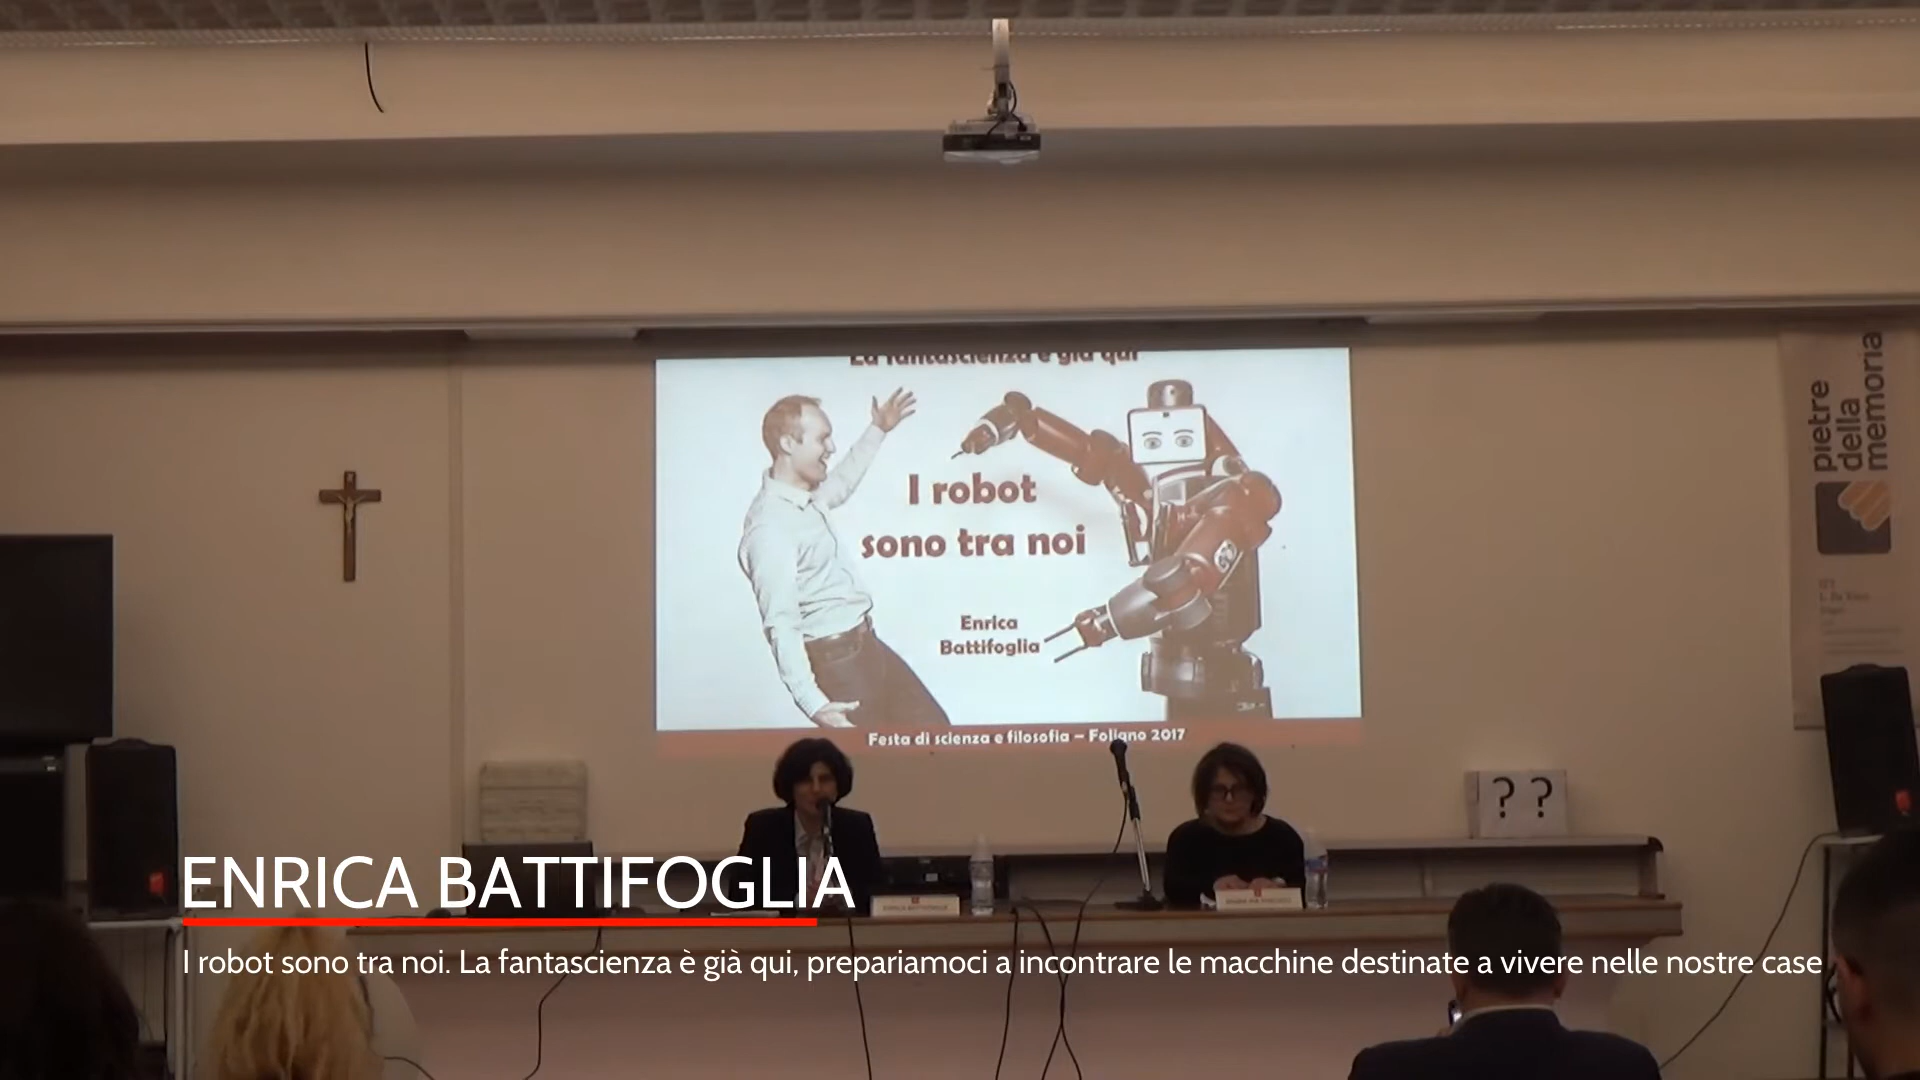 La fantascienza è già qui
I robot
sono tra noi
Enrica
Battifoglia
Festa di scienza e filosofia – Foligno 2017
pietre
della
memoria
? ?
ENRICA BATTIFOGLIA
I robot sono tra noi. La fantascienza è già qui, prepariamoci a incontrare le macchine destinate a vivere nelle nostre case